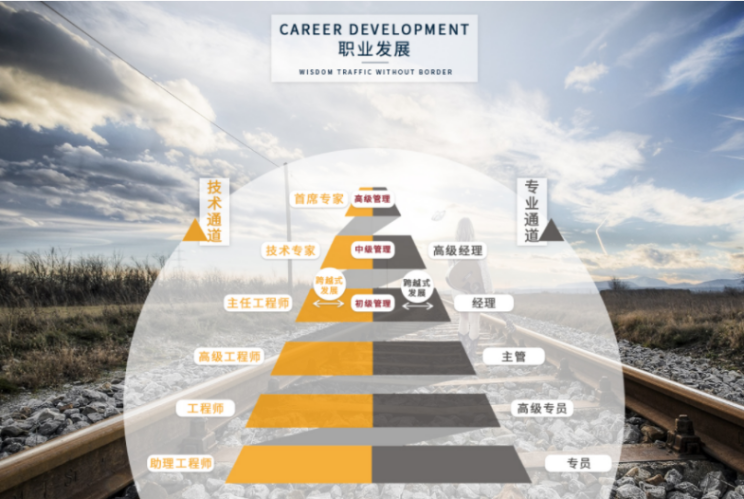 CAREER DEVELOPMENT
职业发展
WISDOM TRAFFIC WITHOUT BORDER
技术通道
专业通道
首席专家
高级管理
技术专家
中级管理
高级经理
跨越式
发展
跨越式
发展
主任工程师
初级管理
经理
高级工程师
主管
工程师
高级专员
助理工程师
专员